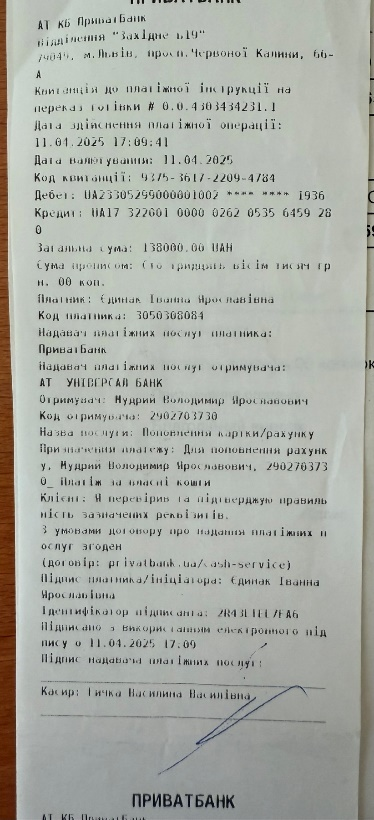 ПРИВАТБАНК
АТ КБ ПриватБанк
Відділення "Західне №19"
79049, м.Львів, просп.Червоної Калини, 66-
А
Квитанція до платіжної інструкції на
переказ готівки # 0.0.4303434231.1
Дата здійснення платіжної операції:
11.04.2025 17:09:41
Дата валютування: 11.04.2025
Код квитанції: 9375-3617-2209-4784
Дебет: UA23305299000001002 **** **** 1936
Кредит: UA17 322001 0000 0262 0535 6459 28
0
Загальна сума: 138000.00 UAH
Сума прописом: Сто тридцять вісім тисяч гр
н. 00 коп.
Платник: Єдинак Іванна Ярославівна
Код платника: 3050308084
Надавач платіжних послуг платника:
ПриватБанк
Надавач платіжних послуг отримувача:
АТ УНІВЕРСАЛ БАНК
Отримувач: Мудрий Володимир Ярославович
Код отримувача: 2902703730
Назва послуги: Поповнення картки/рахунку
Призначення платежу: Для поповнення рахунк
у, Мудрий Володимир Ярославович, 290270373
0_ Платіж за власні кошти
Клієнт: Я перевірив та підтверджую правиль
ність зазначених реквізитів.
З умовами договору про надання платіжних п
ослуг згоден
(договір: privatbank.ua/cash-service)
Підпис платника/ініціатора: Єдинак Іванна
Ярославівна
Ідентифікатор підписанта:
Підписано з використанням електронного під
пису о 11.04.2025 17:09
Підпис надавача платіжних послуг:
Касир: Гичка Василина Василівна
ПРИВАТБАНК
АТ КБ ПриватБанк